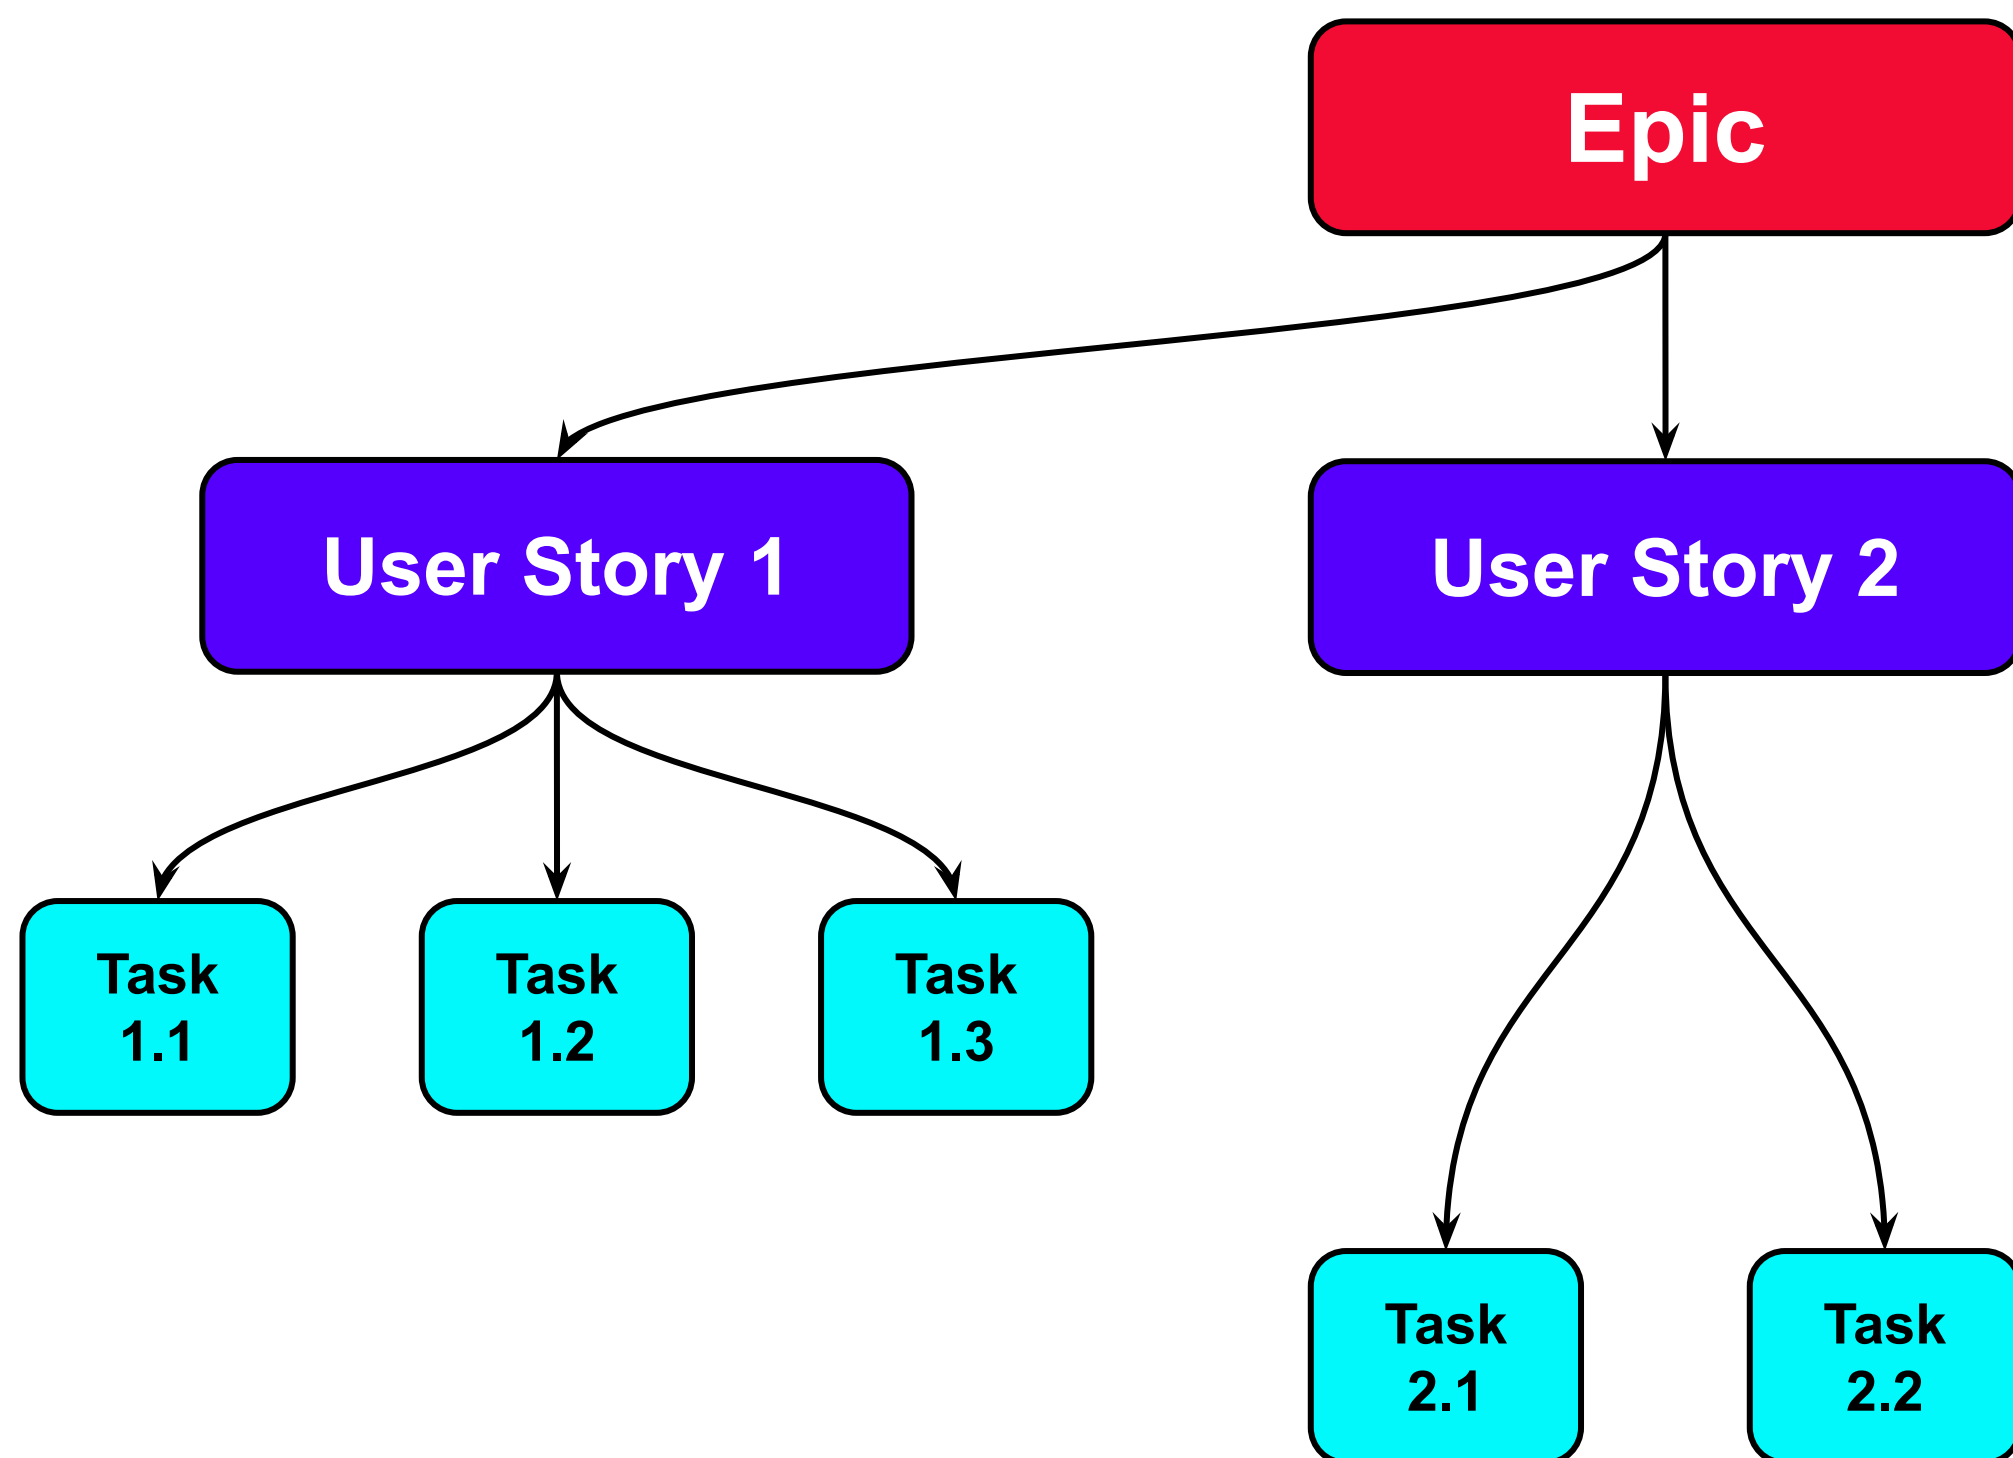 Epic
User Story 1
User Story 2
Task
1.1
Task
1.2
Task
1.3
Task
2.1
Task
2.2